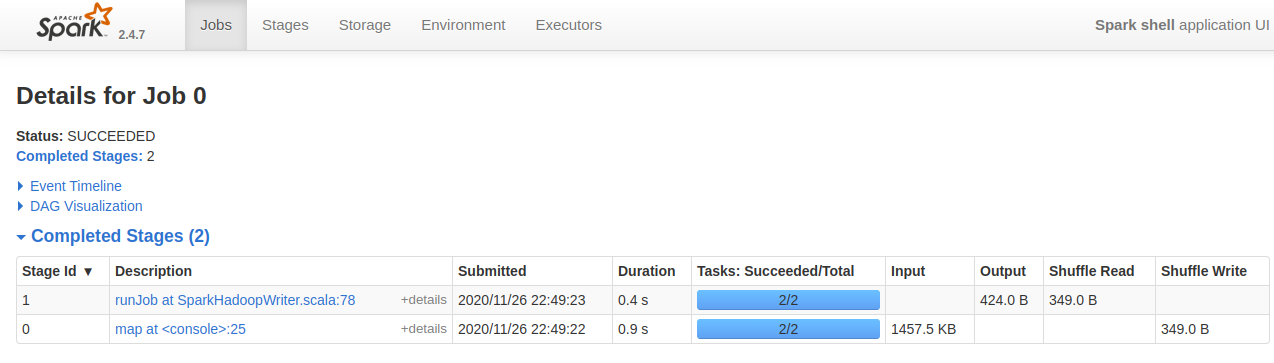 APACHE
Spark 2.4.7 Jobs Stages Storage Environment Executors Spark shell application UI
Details for Job 0
Status: SUCCEEDED
Completed Stages: 2
Event Timeline
DAG Visualization
Completed Stages (2)
Stage Id ▼ Description Submitted Duration Tasks: Succeeded/Total Input Output Shuffle Read Shuffle Write
1 runJob at SparkHadoopWriter.scala:78 +details 2020/11/26 22:49:23 0.4 s 2/2 424.0 B 349.0 B
0 map at <console>:25 +details 2020/11/26 22:49:22 0.9 s 2/2 1457.5 KB 349.0 B